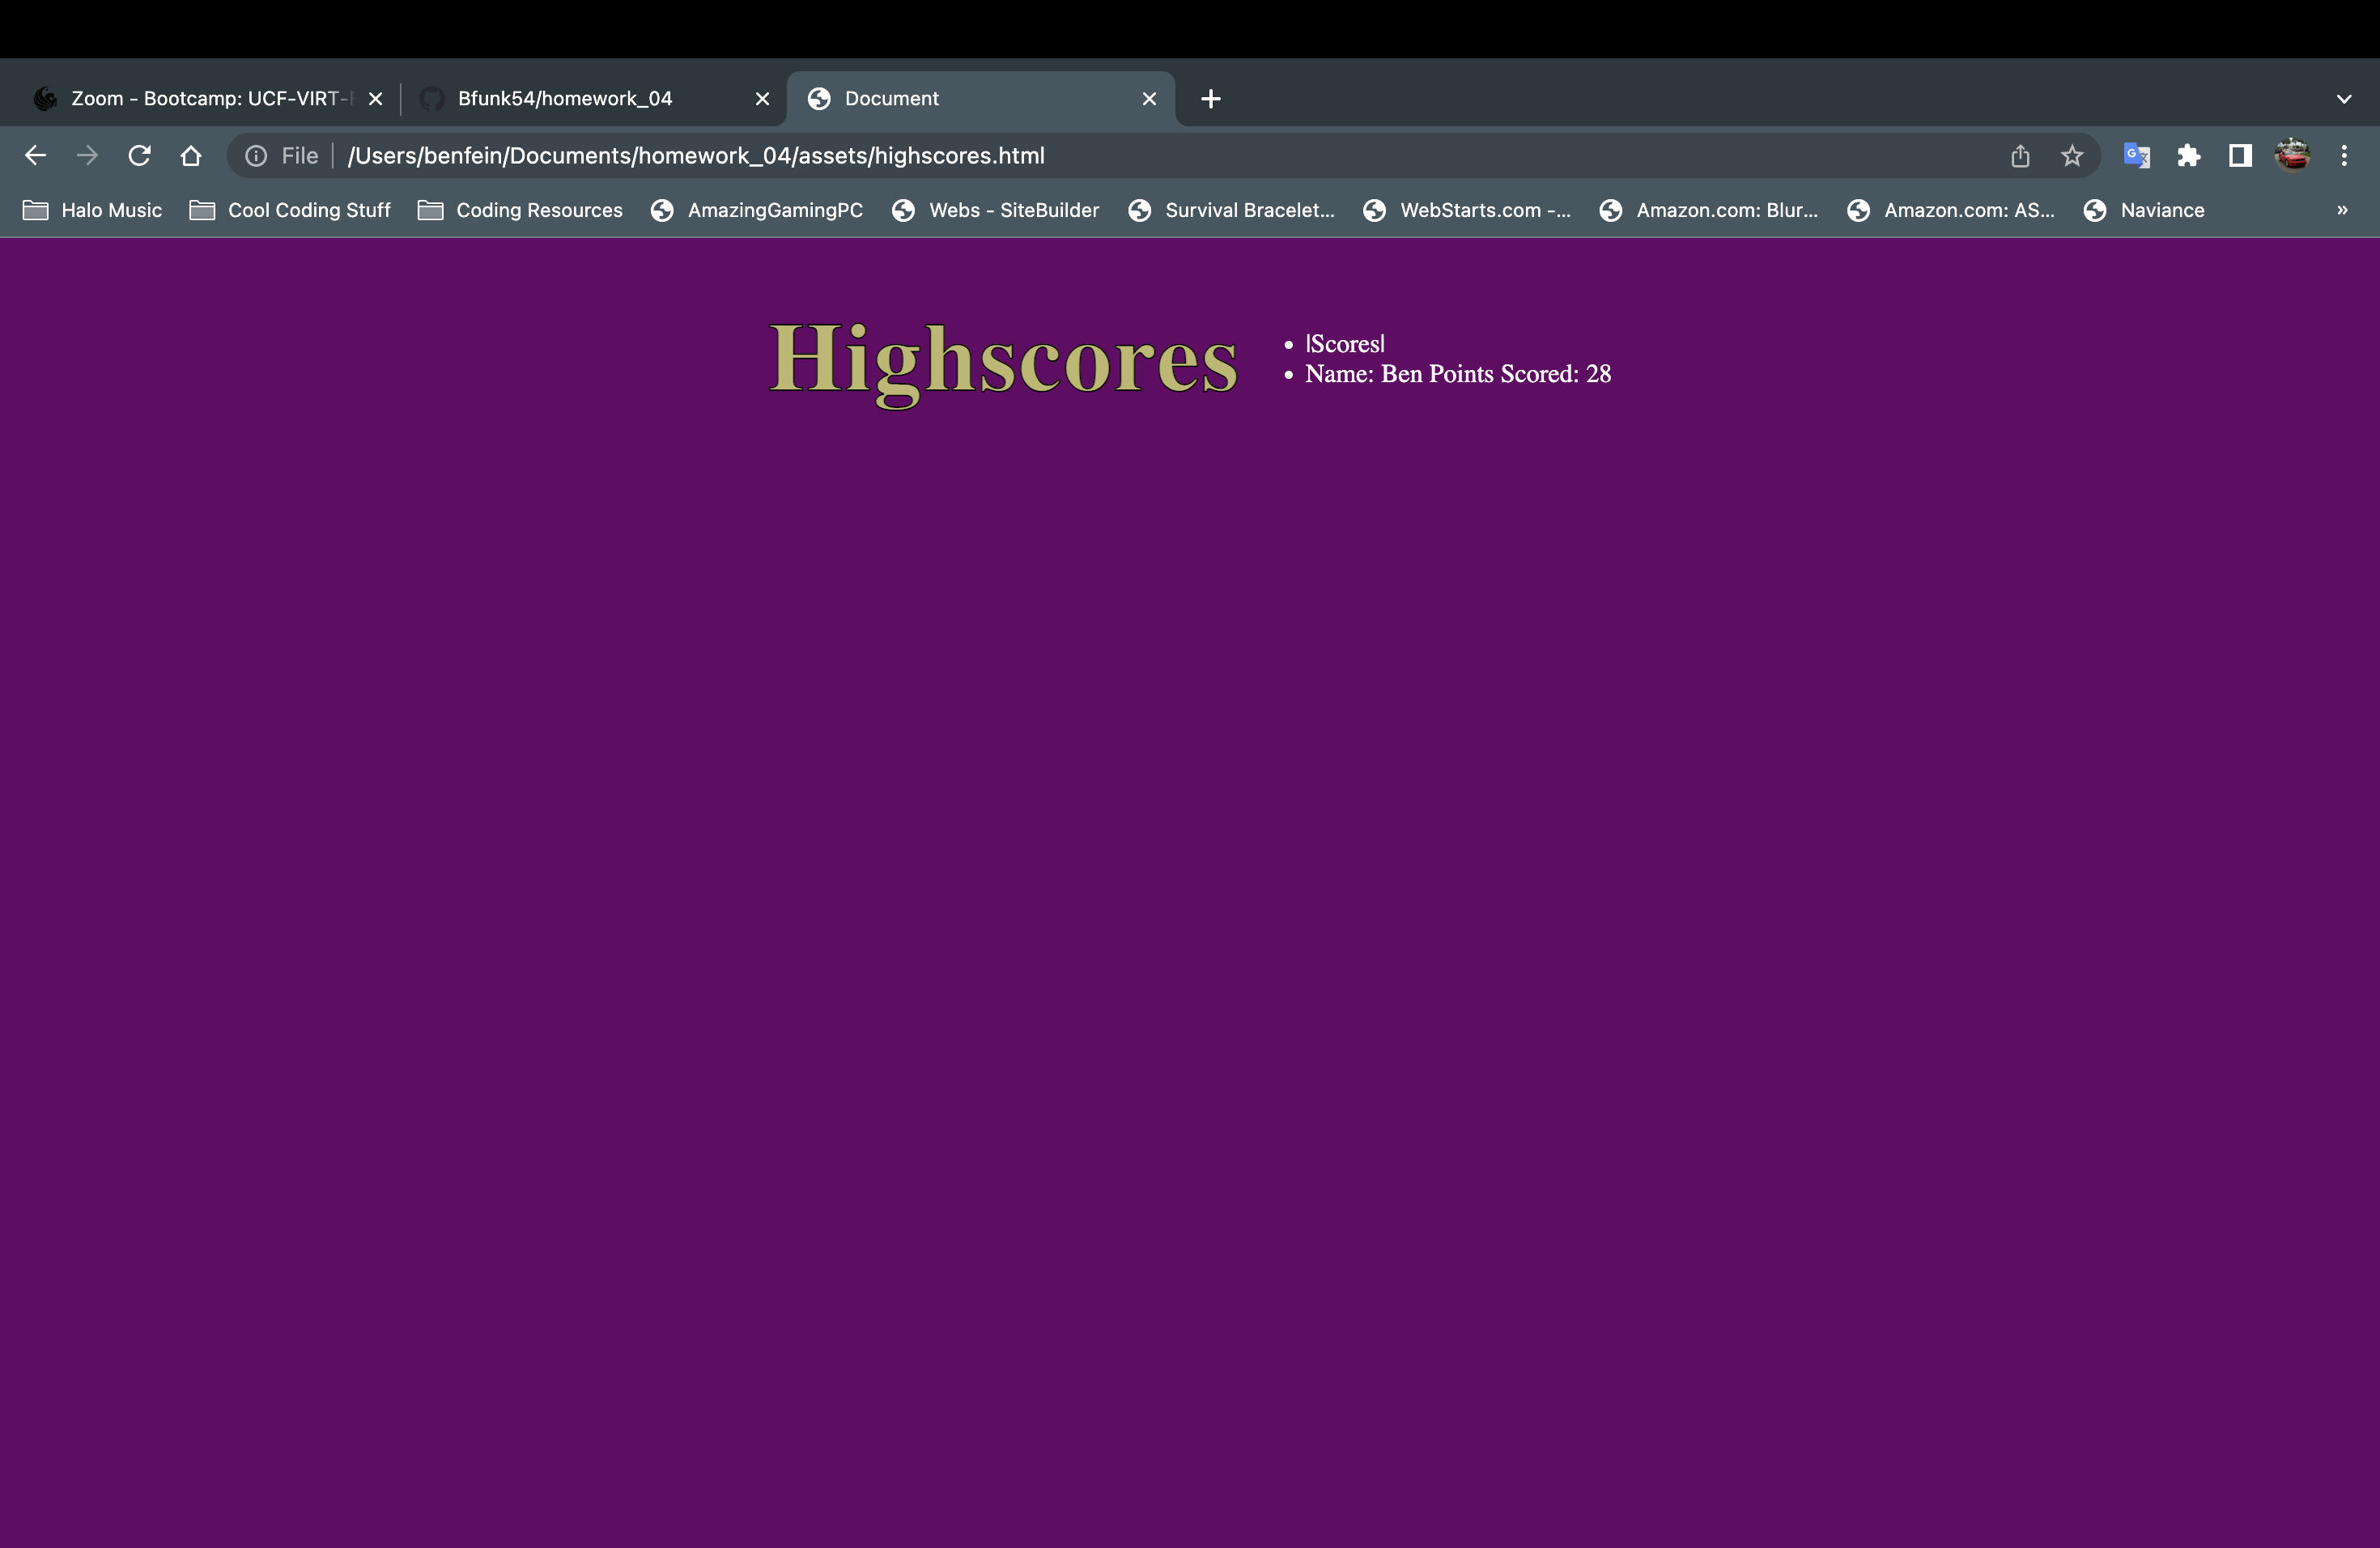 Zoom - Bootcamp: UCF-VIRT-
Bfunk54/homework_04
Document
File
/Users/benfein/Documents/homework_04/assets/highscores.html
Halo Music
Cool Coding Stuff
Coding Resources
AmazingGamingPC
Webs - SiteBuilder
Survival Bracelet...
WebStarts.com -...
Amazon.com: Blur...
Amazon.com: AS...
Naviance
»
Highscores
• |Scores|
• Name: Ben Points Scored: 28